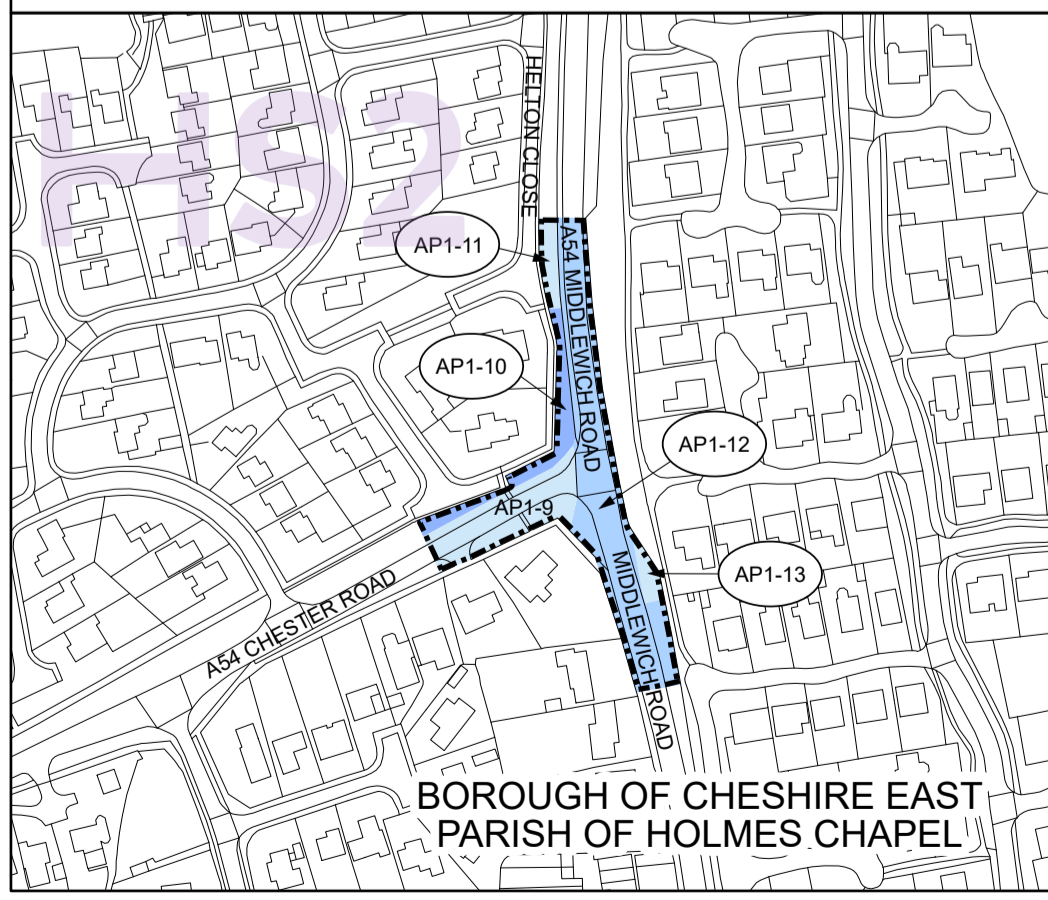 HS2
HELTON CLOSE
AP1-11
A54 MIDDLEWICH ROAD
AP1-10
AP1-12
AP1-9
AP1-13
MIDDLEWICH ROAD
A54 CHESTER ROAD
BOROUGH OF CHESHIRE EAST
PARISH OF HOLMES CHAPEL